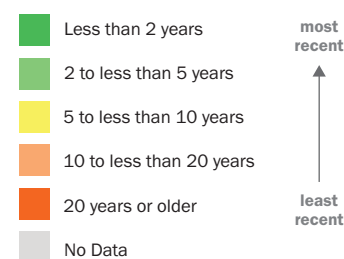 Less than 2 years
most
recent
2 to less than 5 years
5 to less than 10 years
10 to less than 20 years
20 years or older
least
recent
No Data